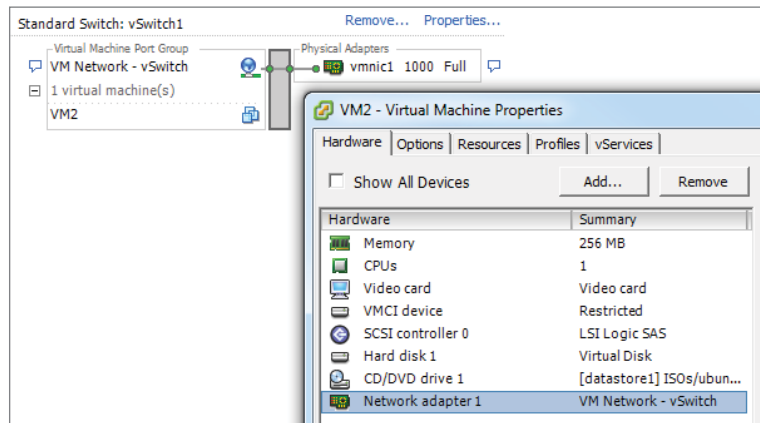 Standard Switch: vSwitch1 Remove... Properties...
Virtual Machine Port Group Physical Adapters
VM Network - vSwitch vmnic1 1000 Full
1 virtual machine(s)
VM2
VM2 - Virtual Machine Properties
Hardware Options Resources Profiles vServices
Show All Devices Add... Remove
Hardware Summary
Memory 256 MB
CPUs 1
Video card Video card
VMCI device Restricted
SCSI controller 0 LSI Logic SAS
Hard disk 1 Virtual Disk
CD/DVD drive 1 [datastore1] ISOs/ubun...
Network adapter 1 VM Network - vSwitch